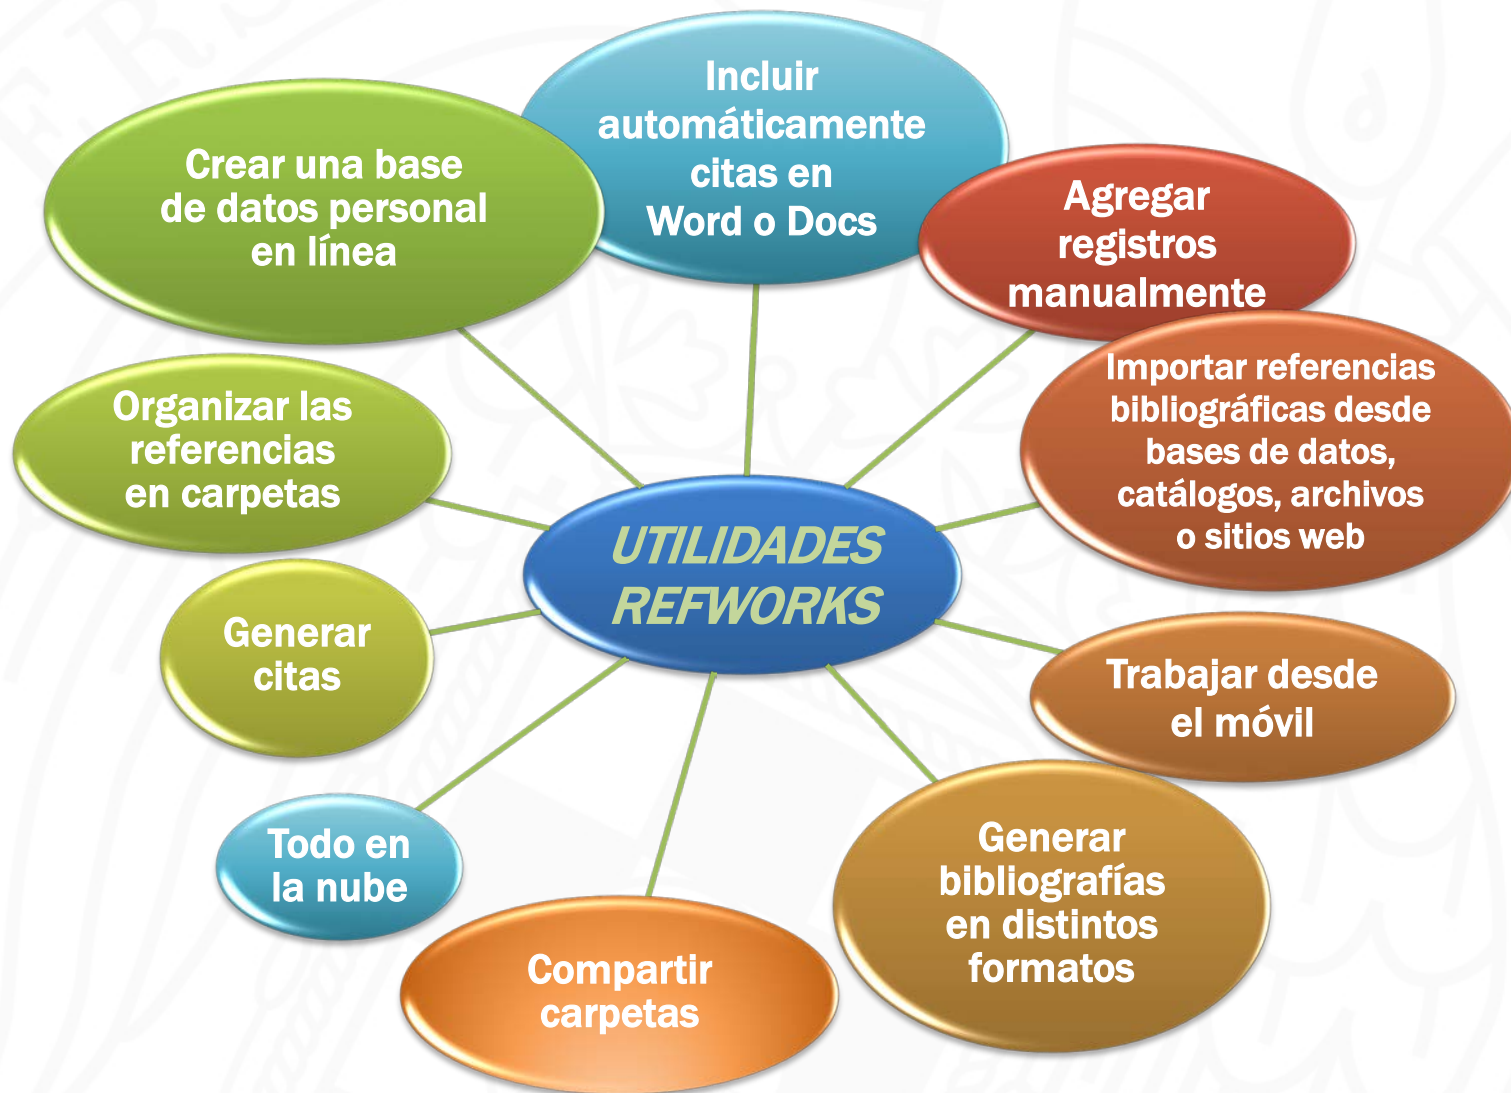 Incluir
automáticamente
citas en
Word o Docs
Crear una base
de datos personal
en línea
Agregar
registros
manualmente
Organizar las
referencias
en carpetas
Importar referencias
bibliográficas desde
bases de datos,
catálogos, archivos
o sitios web
UTILIDADES
REFWORKS
Generar
citas
Trabajar desde
el móvil
Todo en
la nube
Generar
bibliografías
en distintos
formatos
Compartir
carpetas